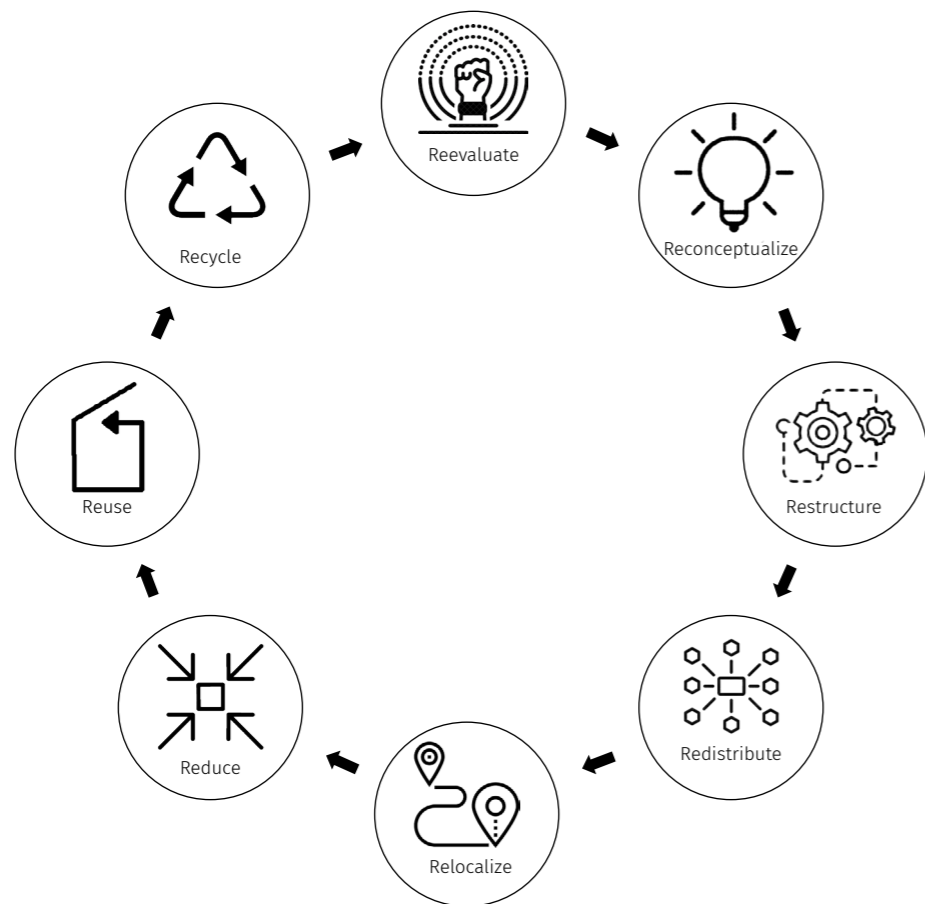 Reevaluate
Reconceptualize
Restructure
Redistribute
Relocalize
Reduce
Reuse
Recycle